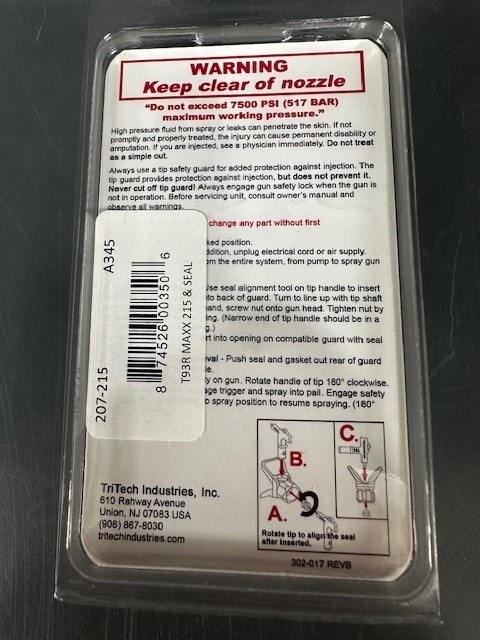 WARNING
Keep clear of nozzle
"Do not exceed 7500 PSI (517 BAR)
maximum working pressure."
High pressure fluid from spray or leaks can penetrate the skin. If not
promptly and properly treated, the injury can cause permanent disability or
amputation. If you are injected, see a physician immediately. Do not treat
as a simple cut.
Always use a tip safety guard for added protection against injection. The
tip guard provides protection against injection, but does not prevent it.
Never cut off tip guard! Always engage gun safety lock when the gun is
not in operation. Before servicing unit, consult owner's manual and
observe all warnings.
change any part without first
ked position.
ddition, unplug electrical cord or air supply.
om the entire system, from pump to spray gun
Use seal alignment tool on tip handle to insert
to back of guard. Turn to line up with tip shaft
hand, screw nut onto gun head. Tighten nut by
ng. (Narrow end of tip handle should be in a
g.)
rt into opening on compatible guard with seal
val - Push seal and gasket out rear of guard
le.
ty on gun. Rotate handle of tip 180° clockwise.
age trigger and spray into pail. Engage safety
o spray position to resume spraying. (180°
207-215
A345
8 74526 00350 6
T93R MAXX 215 & SEAL
TriTech Industries, Inc.
610 Rahway Avenue
Union, NJ 07083 USA
(908) 867-8030
tritechindustries.com
B.
C.
A.
Rotate tip to align the seal
after inserted.
302-017 REVB